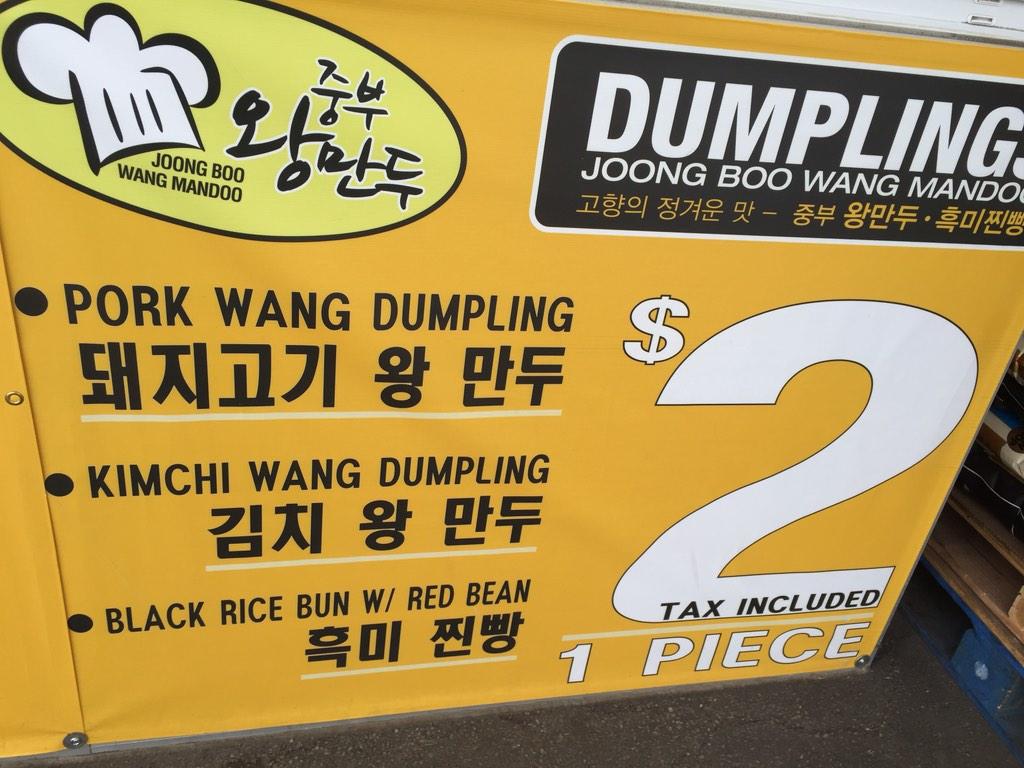 중부
왕만두
JOONG BOO
WANG MANDOO
DUMPLINGS
JOONG BOO WANG MANDOO
고향의 정겨운 맛 - 중부 왕만두·흑미찐빵
PORK WANG DUMPLING
돼지고기 왕 만두
KIMCHI WANG DUMPLING
김치 왕 만두
BLACK RICE BUN W/ RED BEAN
흑미 찐빵
$2
TAX INCLUDED
1 PIECE